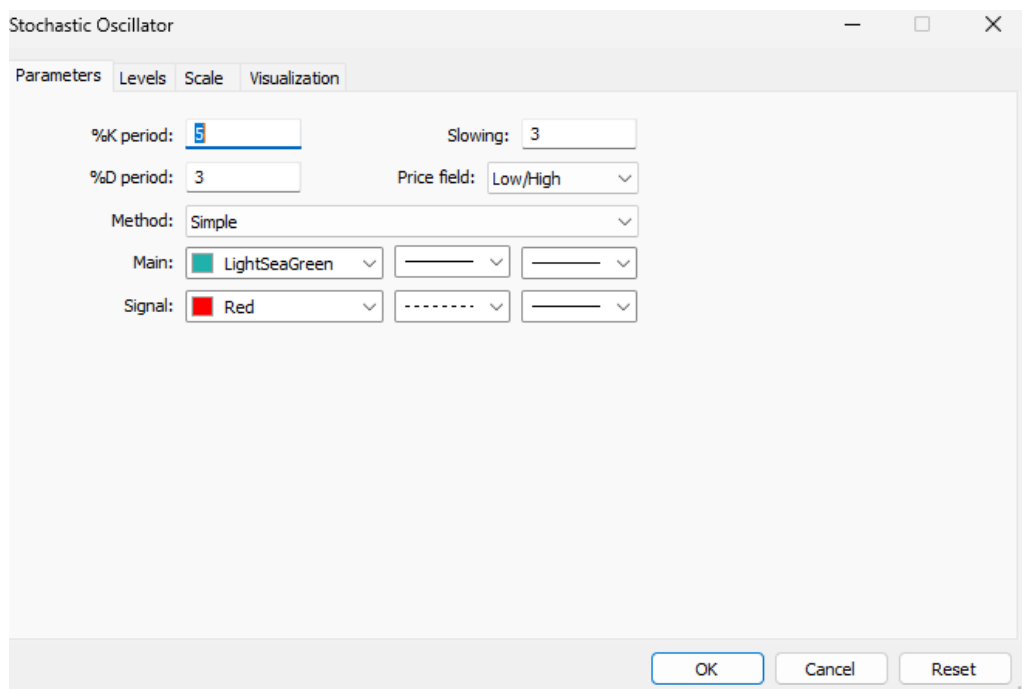 Stochastic Oscillator
Parameters Levels Scale Visualization
%K period: 5 Slowing: 3
%D period: 3 Price field: Low/High
Method: Simple
Main: LightSeaGreen
Signal: Red
OK Cancel Reset